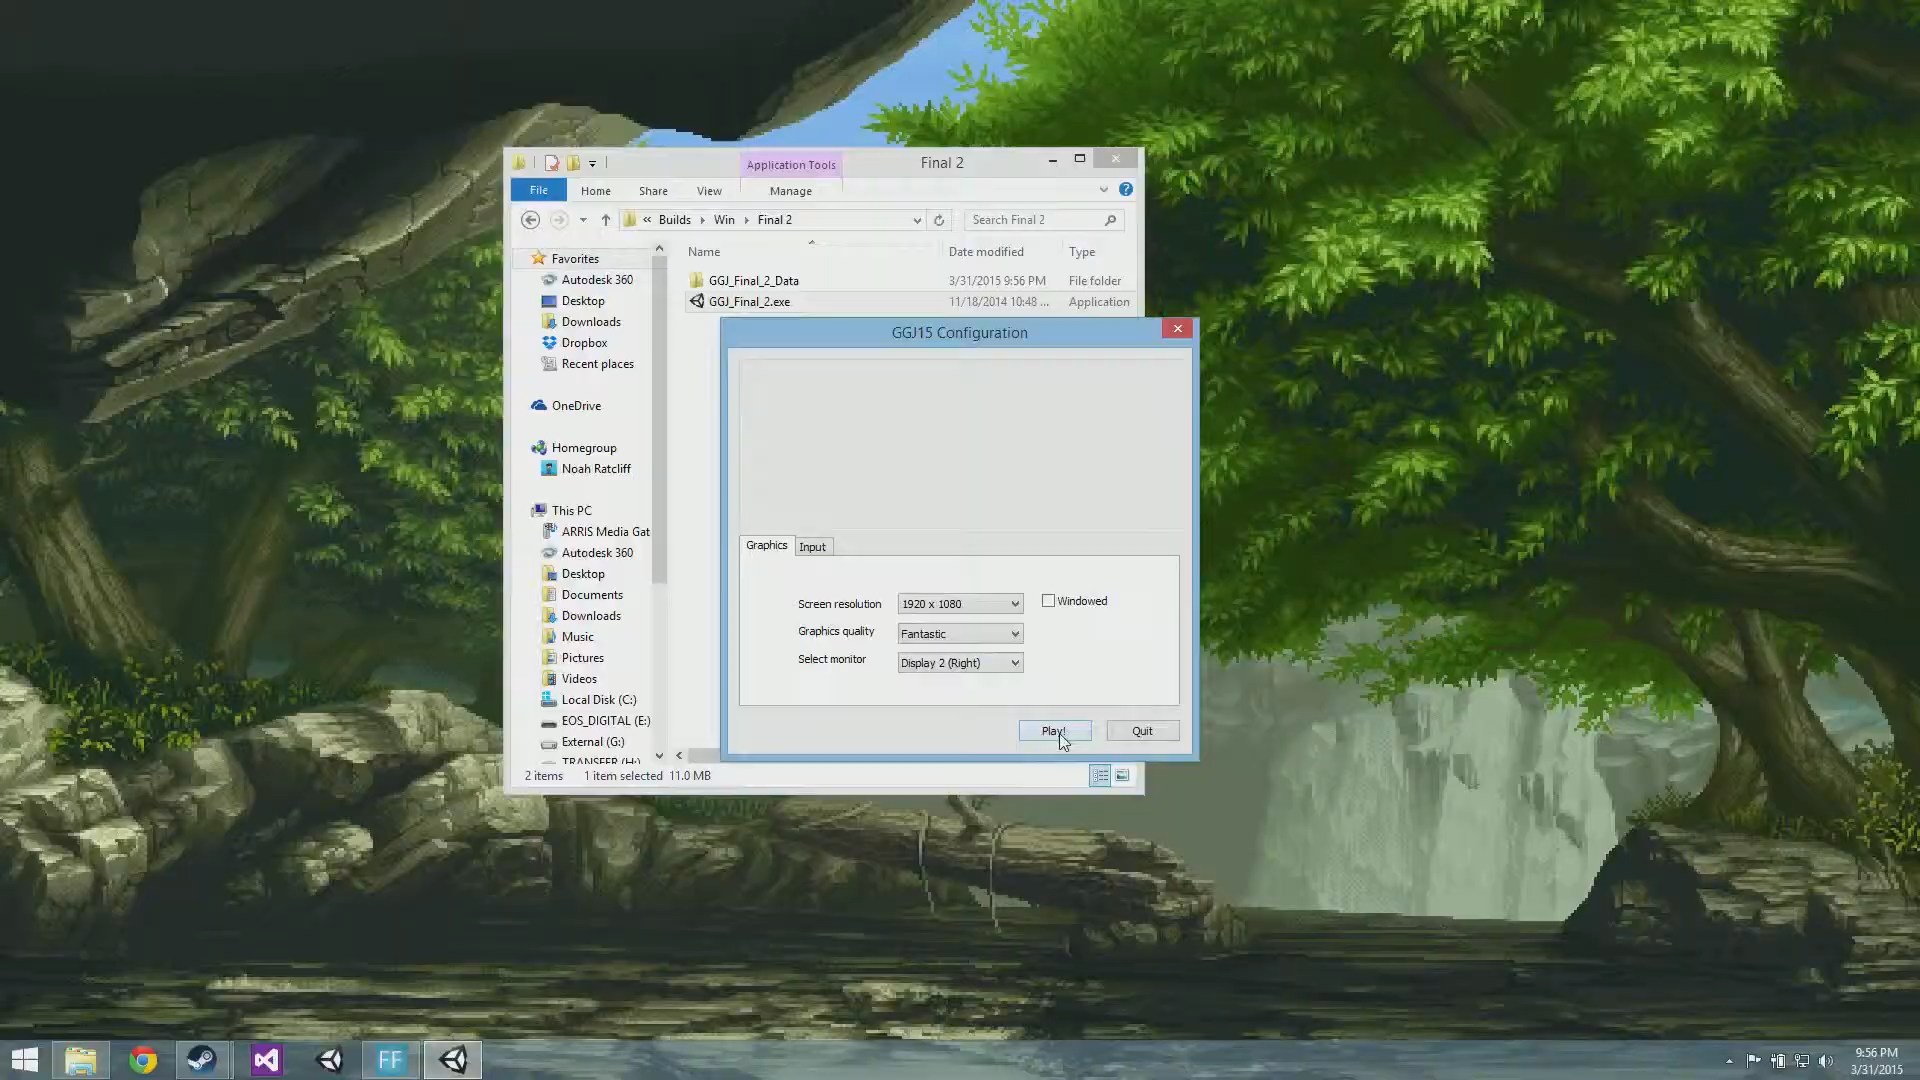 Application Tools
Final 2
File
Home
Share
View
Manage
« Builds
Win
Final 2
Search Final 2
Name
Date modified
Type
Favorites
Autodesk 360
Desktop
Downloads
Dropbox
Recent places
OneDrive
Homegroup
Noah Ratcliff
This PC
ARRIS Media Gat
Autodesk 360
Desktop
Documents
Downloads
Music
Pictures
Videos
Local Disk (C:)
EOS_DIGITAL (E:)
External (G:)
TRANSFER (H:)
GGJ_Final_2_Data
3/31/2015 9:56 PM
File folder
GGJ_Final_2.exe
11/18/2014 10:48 ...
Application
GGJ15 Configuration
Graphics
Input
Screen resolution
1920 x 1080
Windowed
Graphics quality
Fantastic
Select monitor
Display 2 (Right)
Play!
Quit
2 items
1 item selected 11.0 MB
FF
9:56 PM
3/31/2015